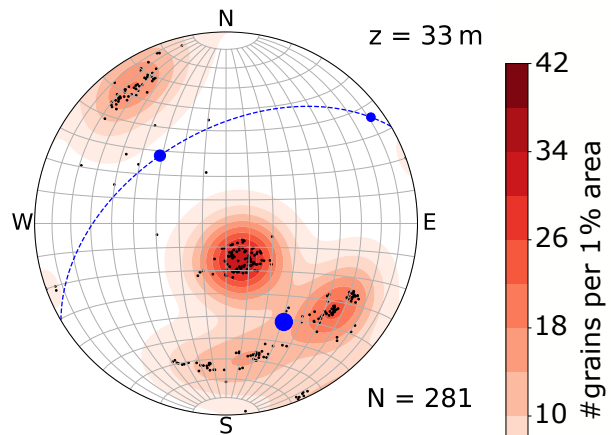 N
z = 33 m
42
34
W
E
26
18
# grains per 1% area
N = 281
10
S